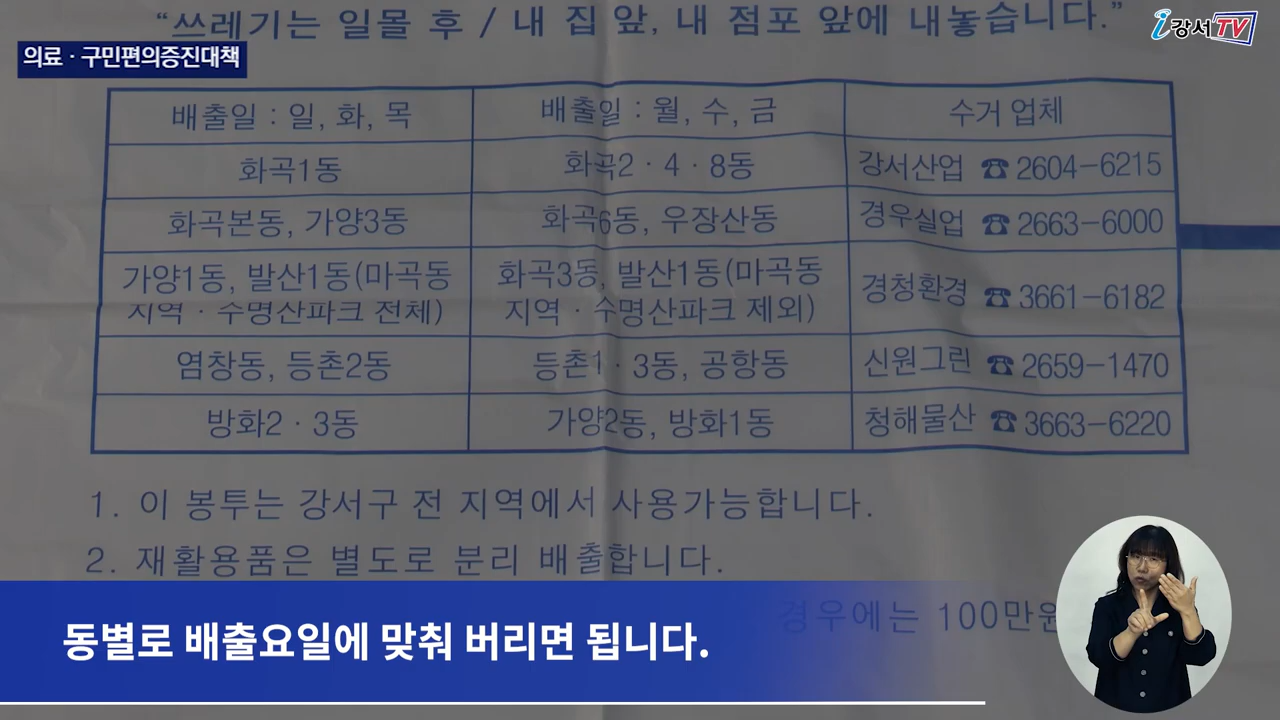 “쓰레기는 일몰 후 / 내 집 앞, 내 점포 앞에 내놓습니다.”
i강서TV
의료 · 구민편의증진대책
배출일 : 일, 화, 목 배출일 : 월, 수, 금 수거 업체
화곡1동 화곡2 · 4 · 8동 강서산업 ☎ 2604-6215
화곡본동, 가양3동 화곡6동, 우장산동 경우실업 ☎ 2663-6000
가양1동, 발산1동(마곡동 화곡3동, 발산1동(마곡동 경청환경 ☎ 3661-6182
지역 · 수명산파크 전체) 지역 · 수명산파크 제외)
염창동, 등촌2동 등촌1 · 3동, 공항동 신원그린 ☎ 2659-1470
방화2 · 3동 가양2동, 방화1동 청해물산 ☎ 3663-6220
1. 이 봉투는 강서구 전 지역에서 사용가능합니다.
2. 재활용품은 별도로 분리 배출합니다.
경우에는 100만원
동별로 배출요일에 맞춰 버리면 됩니다.